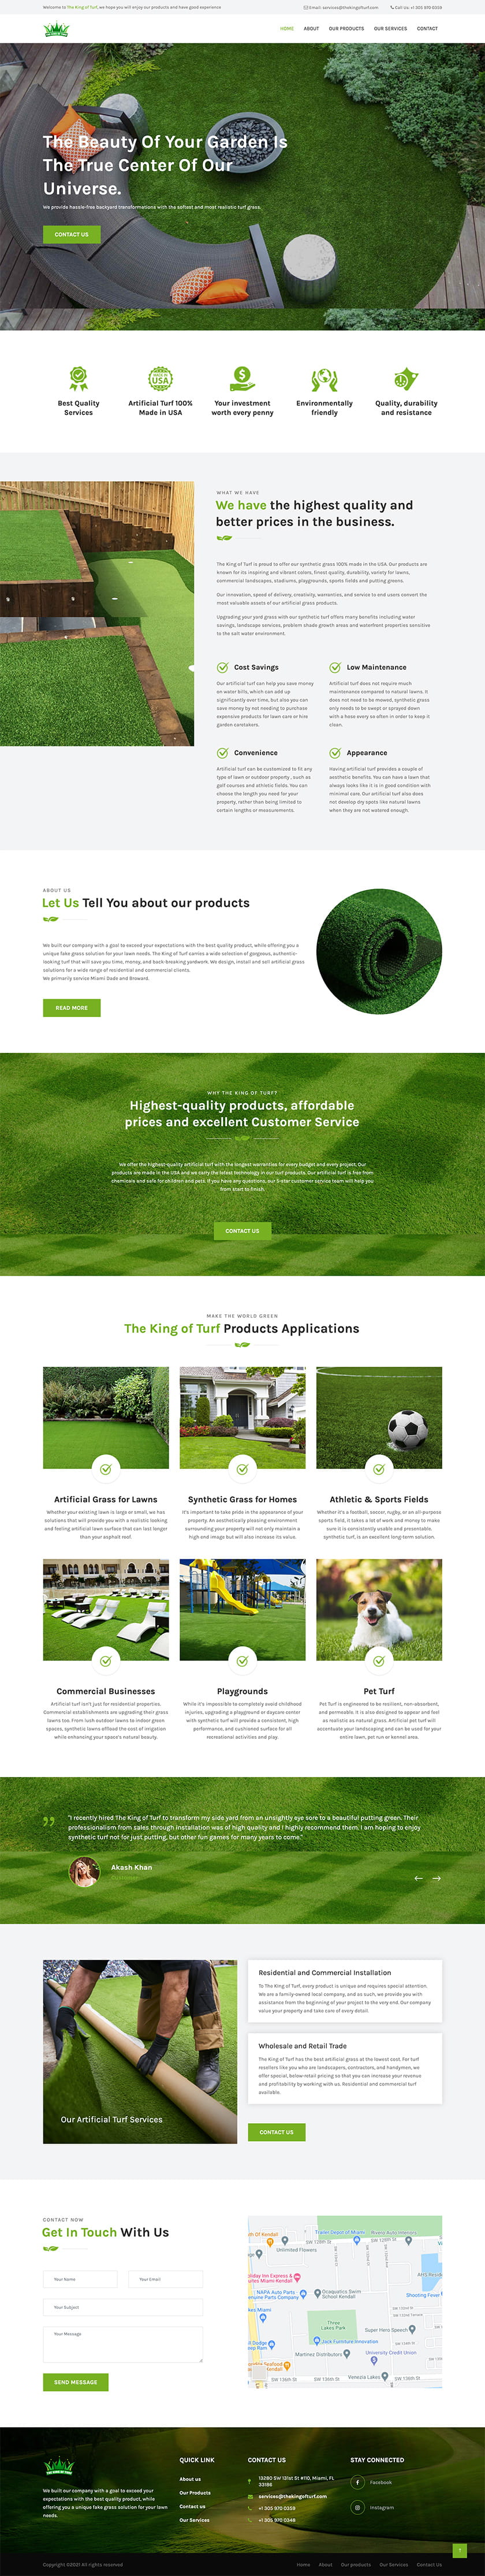 Welcome to The King of Turf, we hope you will enjoy our products and have good experience
Email: services@thekingofturf.com
Call Us: +1 305 970 0359
HOME
ABOUT
OUR PRODUCTS
OUR SERVICES
CONTACT
The Beauty Of Your Garden Is
The True Center Of Our
Universe.
We provide hassle-free backyard transformations with the softest and most realistic turf grass.
CONTACT US
Best Quality
Services
MADE IN
USA
Artificial Turf 100%
Made in USA
Your investment
worth every penny
Environmentally
friendly
Quality, durability
and resistance
WHAT WE HAVE
We have the highest quality and
better prices in the business.
The King of Turf is proud to offer our synthetic grass 100% made in the USA. Our products are
known for its inspiring and vibrant colors, finest quality, durability, variety for lawns,
commercial landscapes, stadiums, playgrounds, sports fields and putting greens.
Our innovation, speed of delivery, creativity, warranties, and service to end users convert the
most valuable assets of our artificial grass products.
Upgrading your yard grass with our synthetic turf offers many benefits including water
savings, landscape services, problem shade growth areas and waterfront properties sensitive
to the salt water environment.
Cost Savings
Our artificial turf can help you save money
on water bills, which can add up
significantly over time, but also you can
save money by not needing to purchase
expensive products for lawn care or hire
garden caretakers.
Low Maintenance
Artificial turf does not require much
maintenance compared to natural lawns. It
does not need to be mowed, synthetic grass
only needs to be swept or sprayed down
with a hose every so often in order to keep it
clean.
Convenience
Artificial turf can be customized to fit any
type of lawn or outdoor property , such as
golf courses and athletic fields. You can
choose the length you need for your
property, rather than being limited to
certain lengths or measurements.
Appearance
Having artificial turf provides a couple of
aesthetic benefits. You can have a lawn that
always looks like it is in good condition with
minimal care. Our artificial turf also does
not develop dry spots like natural lawns
when they are not watered enough.
ABOUT US
Let Us Tell You about our products
We built our company with a goal to exceed your expectations with the best quality product, while offering you a
unique fake grass solution for your lawn needs. The King of Turf carries a wide selection of gorgeous, authentic-
looking turf that will save you time, money, and back-breaking yardwork. We design, install and sell artificial grass
solutions for a wide range of residential and commercial clients.
We primarily service Miami Dade and Broward.
READ MORE
WHY THE KING OF TURF?
Highest-quality products, affordable
prices and excellent Customer Service
We offer the highest-quality artificial turf with the longest warranties for every budget and every project. Our
products are made in the USA and we carry the latest technology in our turf products. Our artificial turf is free from
chemicals and safe for children and pets. If you have any questions, our 5-star customer service team will help you
from start to finish.
CONTACT US
MAKE THE WORLD GREEN
The King of Turf Products Applications
Artificial Grass for Lawns
Whether your existing lawn is large or small, we has
solutions that will provide you with a realistic looking
and feeling artificial lawn surface that can last longer
than your asphalt roof.
Synthetic Grass for Homes
It's important to take pride in the appearance of your
property. An aesthetically pleasing environment
surrounding your property will not only maintain a
high end image but will also increase its value.
Athletic & Sports Fields
Whether it's a football, soccer, rugby, or an all-purpose
sports field, it takes a lot of work and money to make
sure it is consistently usable and presentable.
synthetic turf, is an excellent long-term solution.
Commercial Businesses
Artificial turf isn't just for residential properties.
Commercial establishments are upgrading their grass
lawns too. From lush outdoor lawns to indoor green
spaces, synthetic lawns offload the cost of irrigation
while enhancing your space's natural beauty.
Playgrounds
While it's impossible to completely avoid childhood
injuries, upgrading a playground or daycare center
with synthetic turf will provide a consistent, high
performance, and cushioned surface for all
recreational activities and play.
Pet Turf
Pet Turf is engineered to be resilient, non-absorbent,
and permeable. It is also designed to appear and feel
as realistic as natural grass. Artificial pet turf will
accentuate your landscaping and can be used for your
entire lawn, pet run or kennel area.
"I recently hired The King of Turf to transform my side yard from an unsightly eye sore to a beautiful putting green. Their
professionalism from sales through installation was of high quality and I highly recommend them. I am hoping to enjoy
synthetic turf not for just putting, but other fun games for many years to come."
Akash Khan
Our Artificial Turf Services
Residential and Commercial Installation
To The King of Turf, every product is unique and requires special attention.
We are a family-owned local company, and as such, we provide you with
assistance from the beginning of your project to the very end. Our company
value your property and take care of every detail.
Wholesale and Retail Trade
The King of Turf has the best artificial grass at the lowest cost. For turf
resellers like you who are landscapers, contractors, and handymen, we
offer special, below-retail pricing so that you can increase your revenue
and profitability by working with us. Residential and commercial turf
available.
CONTACT US
CONTACT NOW
Get In Touch With Us
Your Name
Your Email
Your Subject
Your Message
SEND MESSAGE
Trailer Depot of Miami
Unlimited Flowers
SW 128th St
NAPA Auto Parts -
Oraqualics Swim
School Kendall
Shooting Fever
Three
Lakes Park
Super Hero Speech
Jack Furniture Innovation
Martinez Distributors
University Credit Union
Venezia Lakes
SW 136th St
SW 136th St
SW 136th St
THE KING OF TURF
We built our company with a goal to exceed your
expectations with the best quality product, while
offering you a unique fake grass solution for your lawn
needs.
QUICK LINK
About us
Our Products
Contact us
Our Services
CONTACT US
13290 SW 131st St #110, Miami, FL
33186
services@thekingofturf.com
+1 305 970 0359
+1 305 970 0349
STAY CONNECTED
Facebook
Instagram
Copyright ©2021 All rights reserved
Home
About
Our products
Our Services
Contact Us